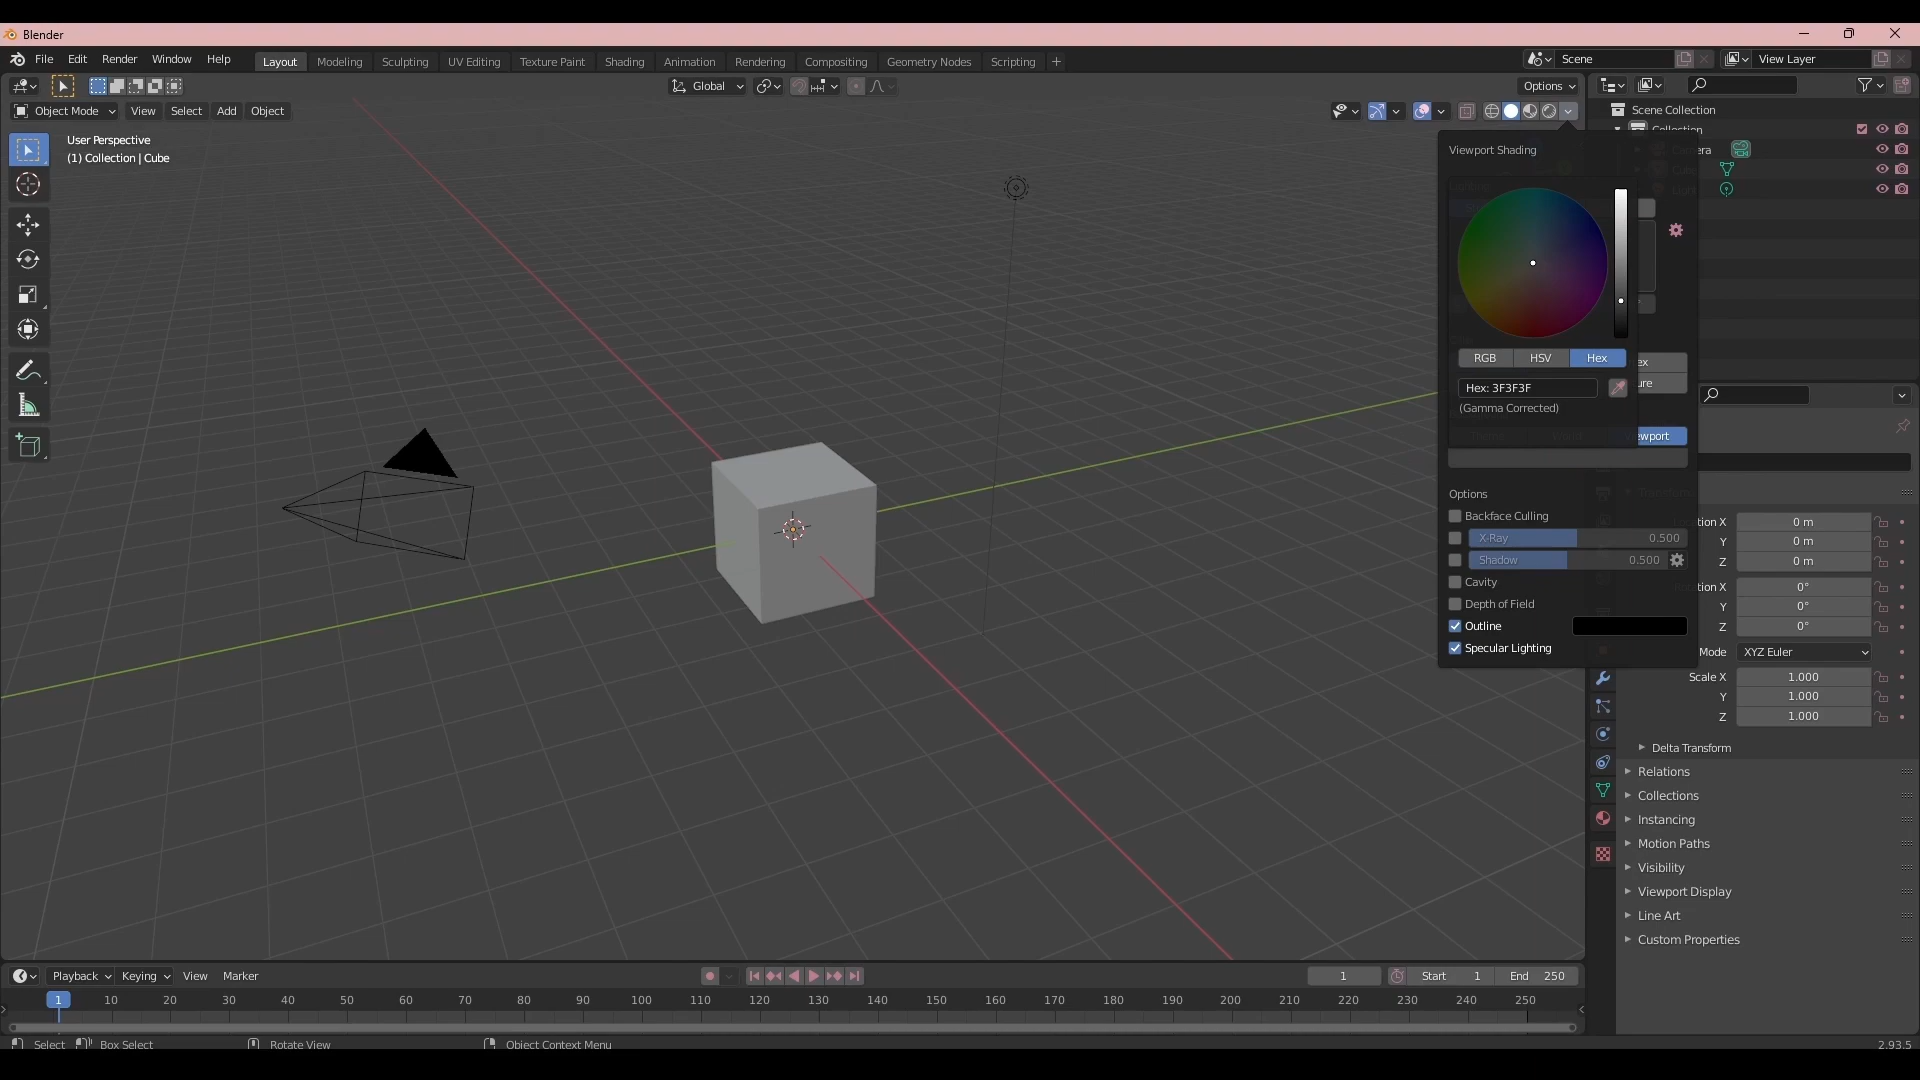 Blender
File Edit Render Window Help Layout Modeling Sculpting UV Editing Texture Paint Shading Animation Rendering Compositing Geometry Nodes Scripting + Scene View Layer
Global Options
Object Mode View Select Add Object
Scene Collection
Collection
User Perspective
(1) Collection | Cube
Viewport Shading
RGB HSV Hex
Hex: 3F3F3F
(Gamma Corrected)
Options
Backface Culling
X-Ray 0.500
Shadow 0.500
Cavity
Depth of Field
Outline
Specular Lighting
0 m
Y 0 m
Z 0 m
0°
Y 0°
Z 0°
Mode XYZ Euler
Scale X 1.000
Y 1.000
Z 1.000
Delta Transform
Relations
Collections
Instancing
Motion Paths
Visibility
Viewport Display
Line Art
Custom Properties
Playback Keying View Marker 1 Start 1 End 250
1 10 20 30 40 50 60 70 80 90 100 110 120 130 140 150 160 170 180 190 200 210 220 230 240 250
Select Box Select Rotate View Object Context Menu 2.93.5